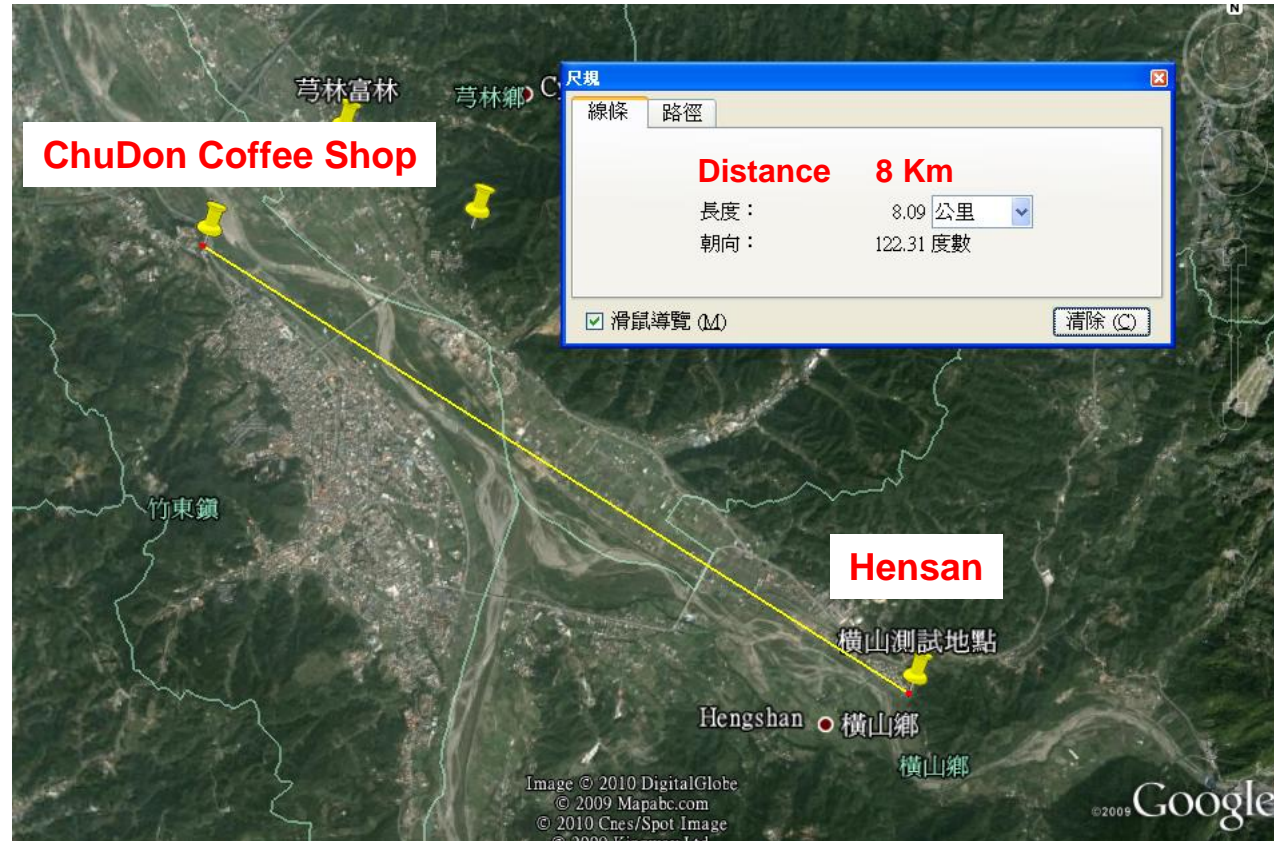 N
芎林富林
芎林鄉
ChuDon Coffee Shop
尺規
線條
路徑
Distance 8 Km
長度： 8.09 公里
朝向： 122.31 度數
滑鼠導覽 (M)
清除 (C)
竹東鎮
Hensan
橫山測試地點
Hengshan 橫山鄉
橫山鄉
Image © 2010 DigitalGlobe
© 2009 Mapabc.com
© 2010 Cnes/Spot Image
©2009 Google